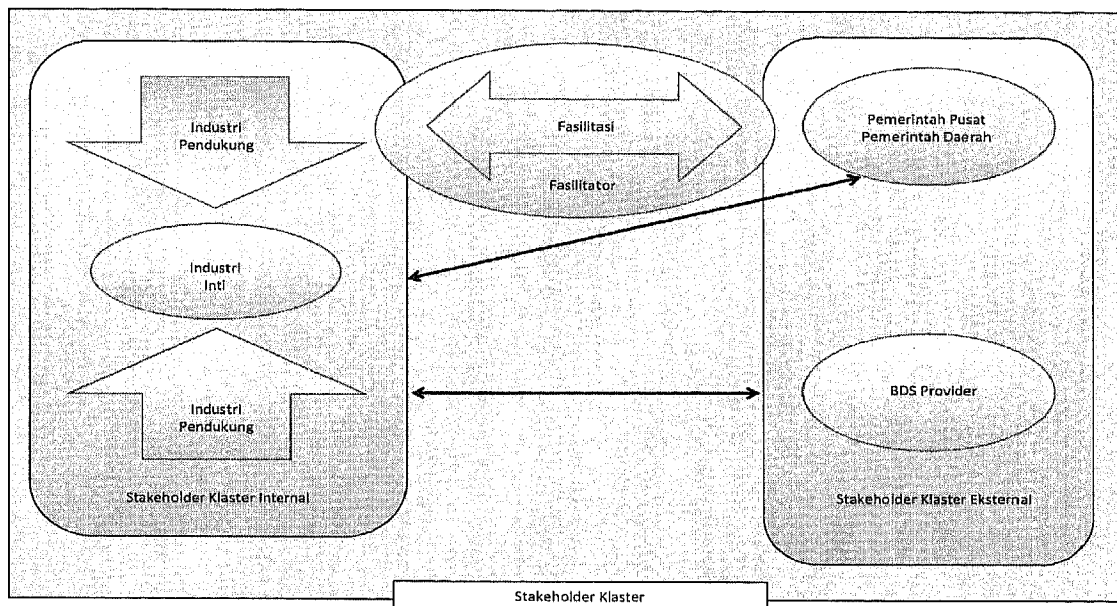 Industri
Pendukung
Industri
Inti
Industri
Pendukung
Stakeholder Klaster Internal
Fasilitasi
Fasilitator
Pemerintah Pusat
Pemerintah Daerah
BDS Provider
Stakeholder Klaster Eksternal
Stakeholder Klaster